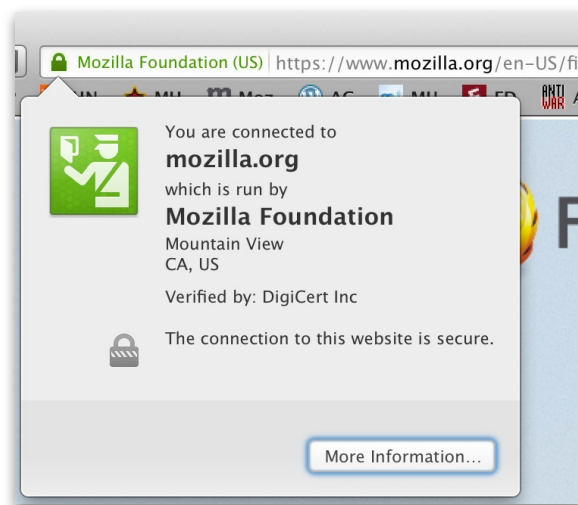 Mozilla Foundation (US) https://www.mozilla.org/en-US/fi
You are connected to
mozilla.org
which is run by
Mozilla Foundation
Mountain View
CA, US
Verified by: DigiCert Inc
The connection to this website is secure.
More Information...
ANTI
WAR
F